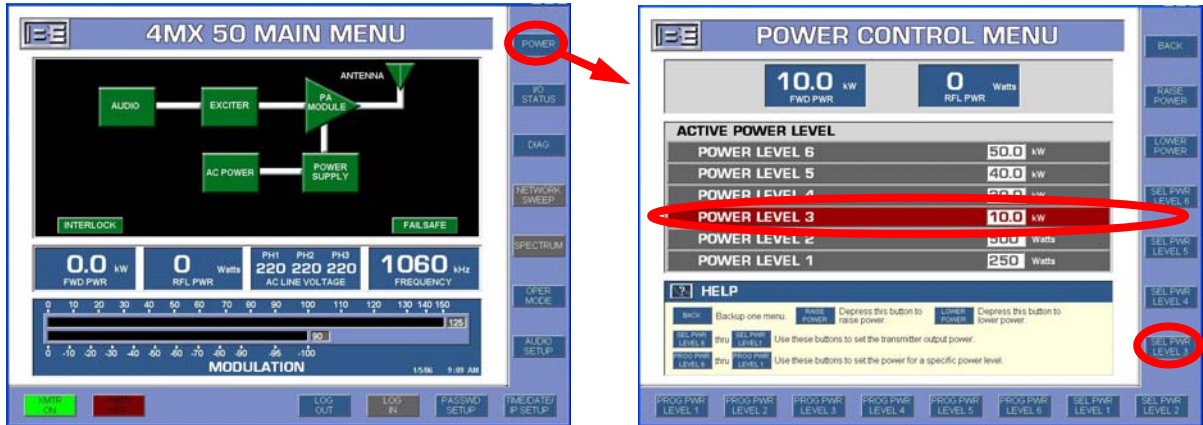 BE
4MX 50 MAIN MENU
POWER
I/O
STATUS
DIAG
NETWORK
SWEEP
SPECTRUM
OPER
MODE
AUDIO
SETUP
ANTENNA
AUDIO
EXCITER
PA
MODULE
AC POWER
POWER
SUPPLY
INTERLOCK
FAILSAFE
0.0 kW
FWD PWR
0 Watts
RFL PWR
PH1 PH2 PH3
220 220 220
AC LINE VOLTAGE
1060 kHz
FREQUENCY
0 10 20 30 40 50 60 70 80 90 100 110 120 130 140 150
125
90
0 -10 -20 -30 -40 -50 -60 -70 -80 -90 -95 -100
MODULATION
1/5/06 9:09 AM
XMTR
ON
LOG
OUT
LOG
IN
PASSWD
SETUP
TIME/DATE/
IP SETUP
BE
POWER CONTROL MENU
BACK
RAISE
POWER
LOWER
POWER
SEL PWR
LEVEL 6
SEL PWR
LEVEL 5
SEL PWR
LEVEL 4
SEL PWR
LEVEL 3
10.0 kW
FWD PWR
0 Watts
RFL PWR
ACTIVE POWER LEVEL
POWER LEVEL 6 50.0 kW
POWER LEVEL 5 40.0 kW
POWER LEVEL 4 kW
POWER LEVEL 3 10.0 kW
POWER LEVEL 2 500 Watts
POWER LEVEL 1 250 Watts
? HELP
BACK Backup one menu. RAISE POWER Depress this button to raise power. LOWER POWER Depress this button to lower power.
SEL PWR LEVEL 6 thru SEL PWR LEVEL 1 Use these buttons to set the transmitter output power.
PROG PWR LEVEL 6 thru PROG PWR LEVEL 1 Use these buttons to set the power for a specific power level.
PROG PWR
LEVEL 1
PROG PWR
LEVEL 2
PROG PWR
LEVEL 3
PROG PWR
LEVEL 4
PROG PWR
LEVEL 5
PROG PWR
LEVEL 6
SEL PWR
LEVEL 1
SEL PWR
LEVEL 2